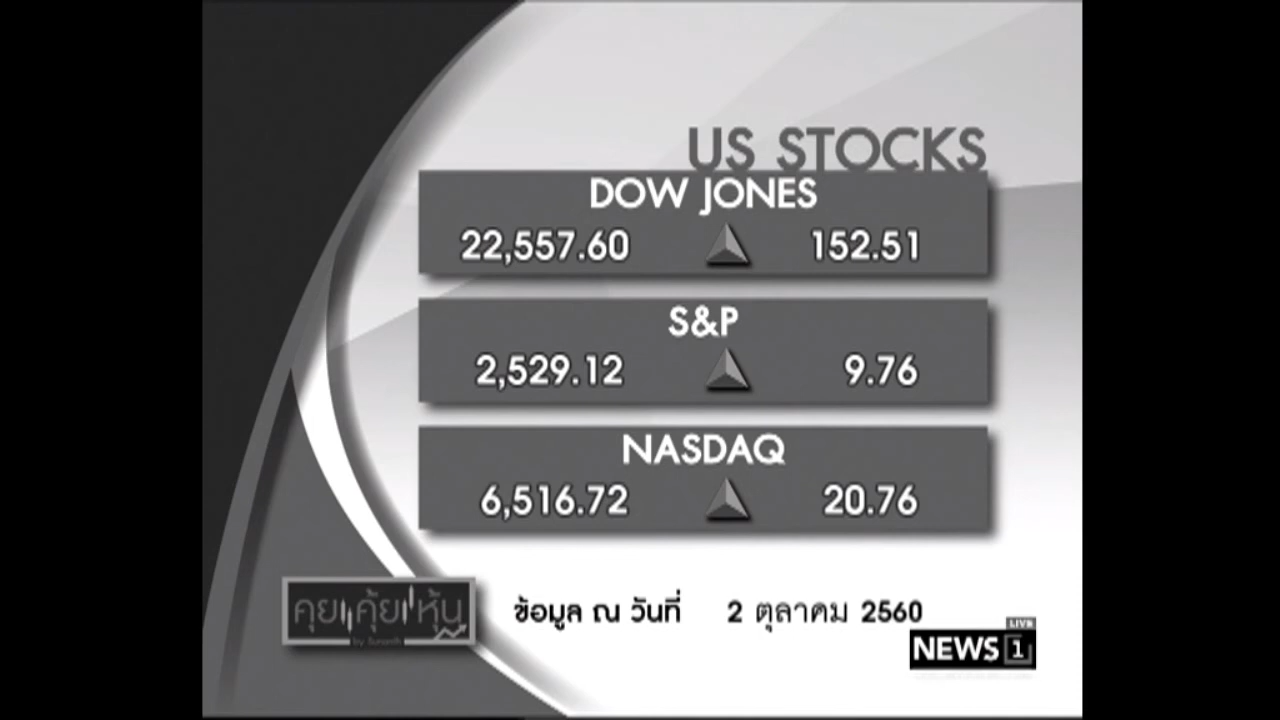 US STOCKS
DOW JONES
22,557.60 152.51
S&P
2,529.12 9.76
NASDAQ
6,516.72 20.76
คุย คุ้ย หุ้น
ข้อมูล ณ วันที่ 2 ตุลาคม 2560
LIVE
NEWS 1